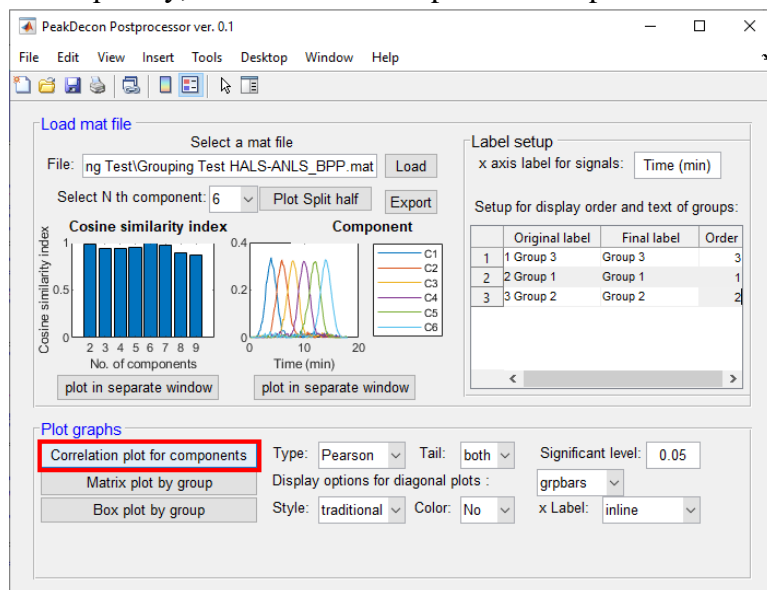 PeakDecon Postprocessor ver. 0.1
File Edit View Insert Tools Desktop Window Help
Load mat file
Select a mat file
File: ng Test\Grouping Test HALS-ANLS_BPP.mat Load
Select N th component: 6 Plot Split half Export
Cosine similarity index
Cosine similarity index
1
0.5
0
2 3 4 5 6 7 8 9
No. of components
plot in separate window
Component
0.4
0.2
0
0 10 20
Time (min)
C1
C2
C3
C4
C5
C6
plot in separate window
Label setup
x axis label for signals: Time (min)
Setup for display order and text of groups:
Original label Final label Order
1 1 Group 3 Group 3 3
2 2 Group 1 Group 1 1
3 3 Group 2 Group 2 2
Plot graphs
Correlation plot for components Type: Pearson Tail: both Significant level: 0.05
Matrix plot by group Display options for diagonal plots : grpbars
Box plot by group Style: traditional Color: No x Label: inline